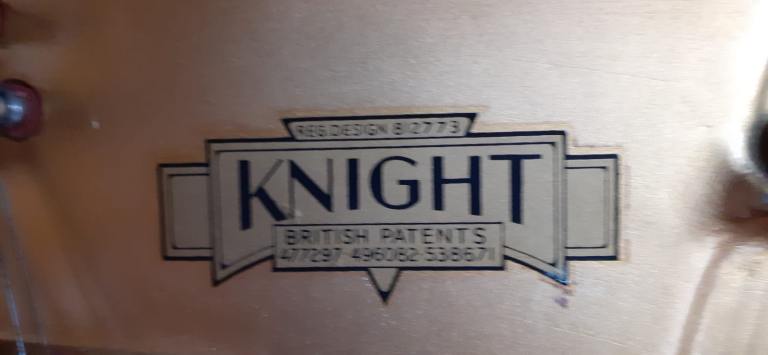 REG.DESIGN 812773
KNIGHT
BRITISH PATENTS
477297·496082·538671